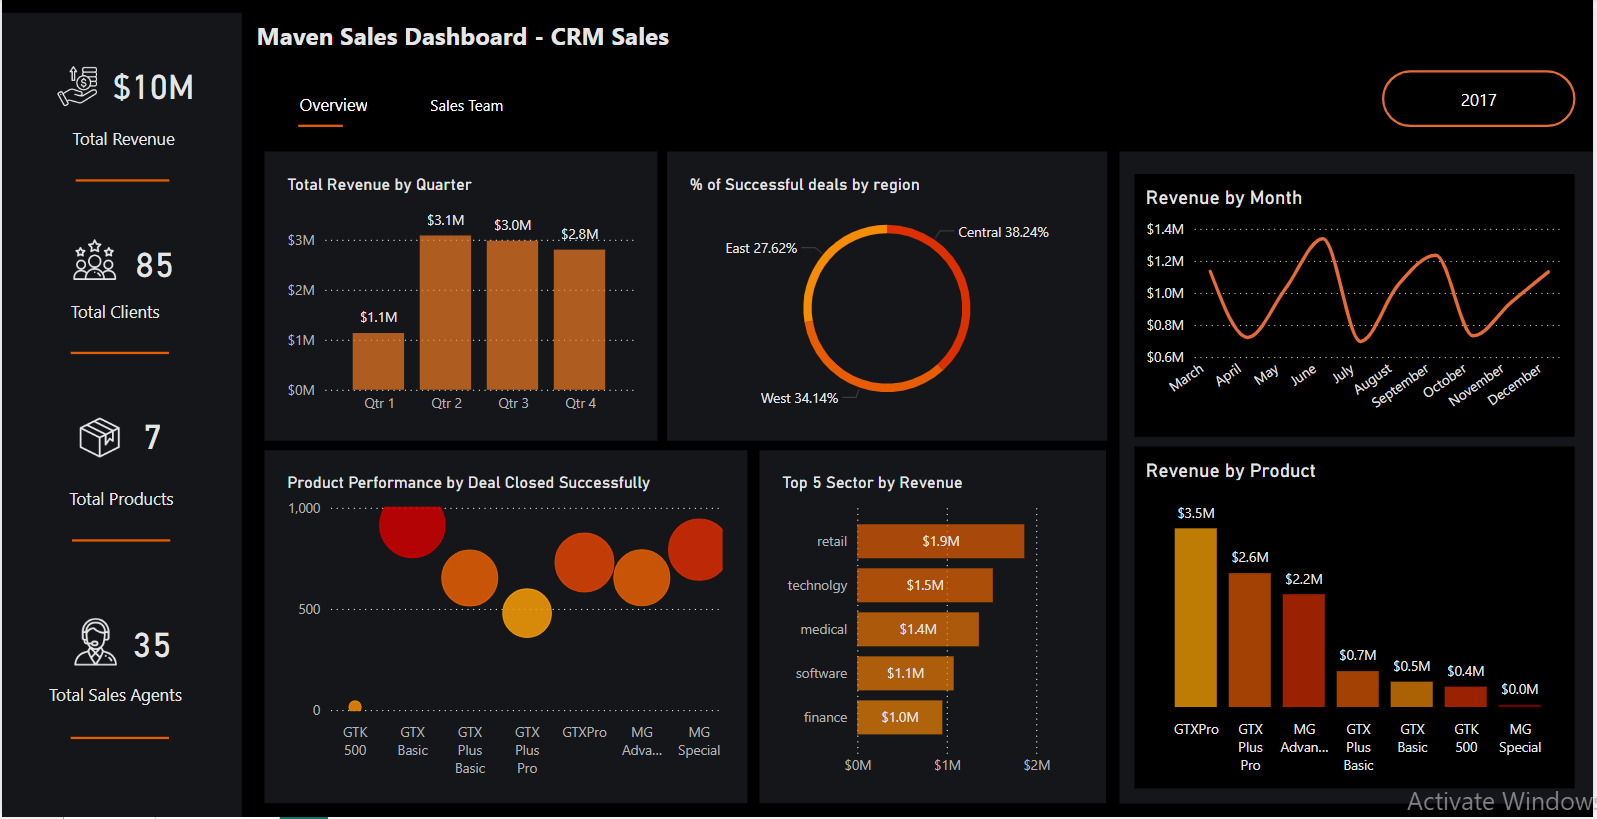 Maven Sales Dashboard - CRM Sales
$10M
Total Revenue
85
Total Clients
7
Total Products
35
Total Sales Agents
Overview
Sales Team
2017
Total Revenue by Quarter
$3M
$2M
$1M
$0M
$1.1M
$3.1M
$3.0M
$2.8M
Qtr 1
Qtr 2
Qtr 3
Qtr 4
% of Successful deals by region
Central 38.24%
East 27.62%
West 34.14%
Revenue by Month
$1.4M
$1.2M
$1.0M
$0.8M
$0.6M
March
April
May
June
July
August
September
October
November
December
Product Performance by Deal Closed Successfully
1,000
500
0
GTK
500
GTX
Basic
GTX
Plus
Basic
GTX
Plus
Pro
GTXPro
MG
Adva...
MG
Special
Top 5 Sector by Revenue
retail
$1.9M
technolgy
$1.5M
medical
$1.4M
software
$1.1M
finance
$1.0M
$0M
$1M
$2M
Revenue by Product
$3.5M
$2.6M
$2.2M
$0.7M
$0.5M
$0.4M
$0.0M
GTXPro
GTX
Plus
Pro
MG
Advan...
GTX
Plus
Basic
GTX
Basic
GTK
500
MG
Special
Activate Windows